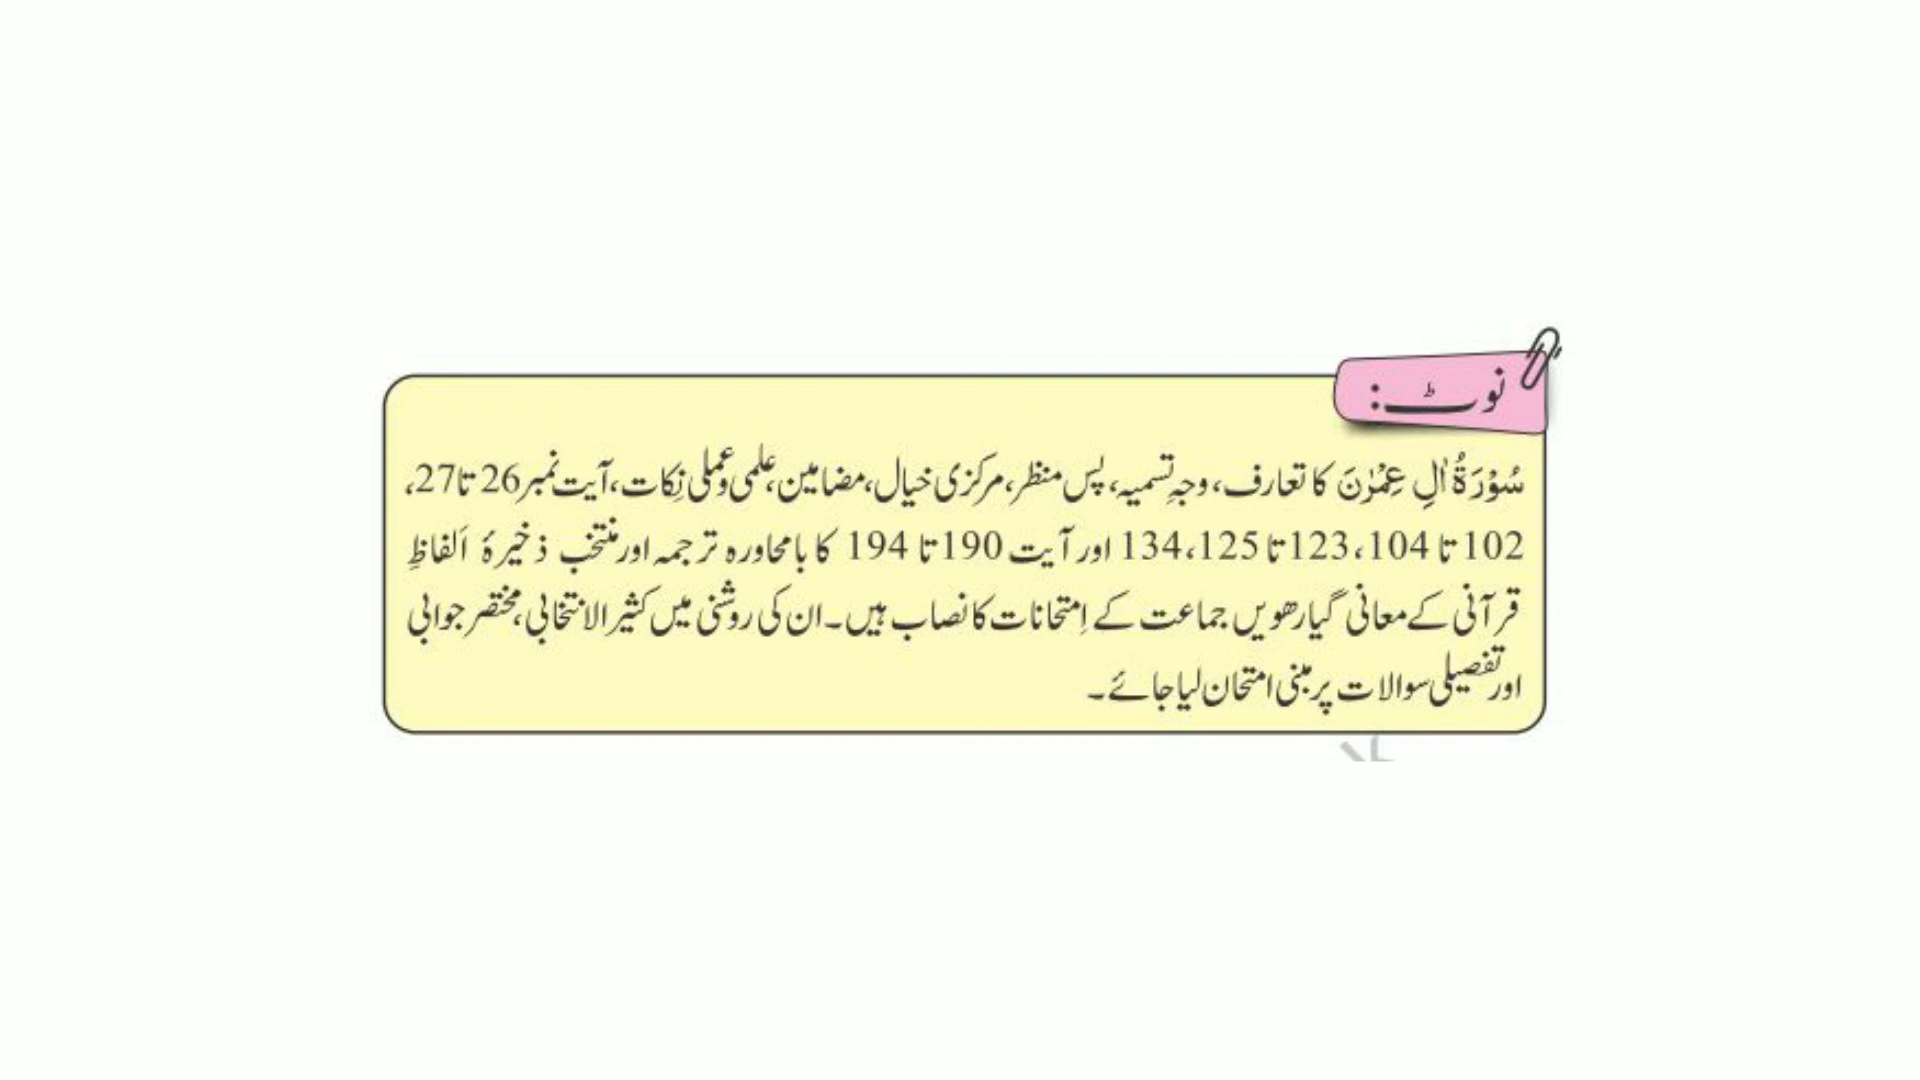 نوٹ:
سُوْرَۃُ اٰلِ عِمْرٰنَ کا تعارف، وجہِ تسمیہ، پس منظر، مرکزی خیال، مضامین، علمی و عملی نِکات، آیت نمبر 26 تا 27،
102 تا 104، 123 تا 125، 134 اور آیت 190 تا 194 کا بامحاورہ ترجمہ اور منتخب ذخیرۂ اَلفاظِ
قرآنی کے معانی گیارھویں جماعت کے اِمتحانات کا نصاب ہیں۔ ان کی روشنی میں کثیر الانتخابی، مختصر جوابی
اور تفصیلی سوالات پر مبنی امتحان لیا جائے۔